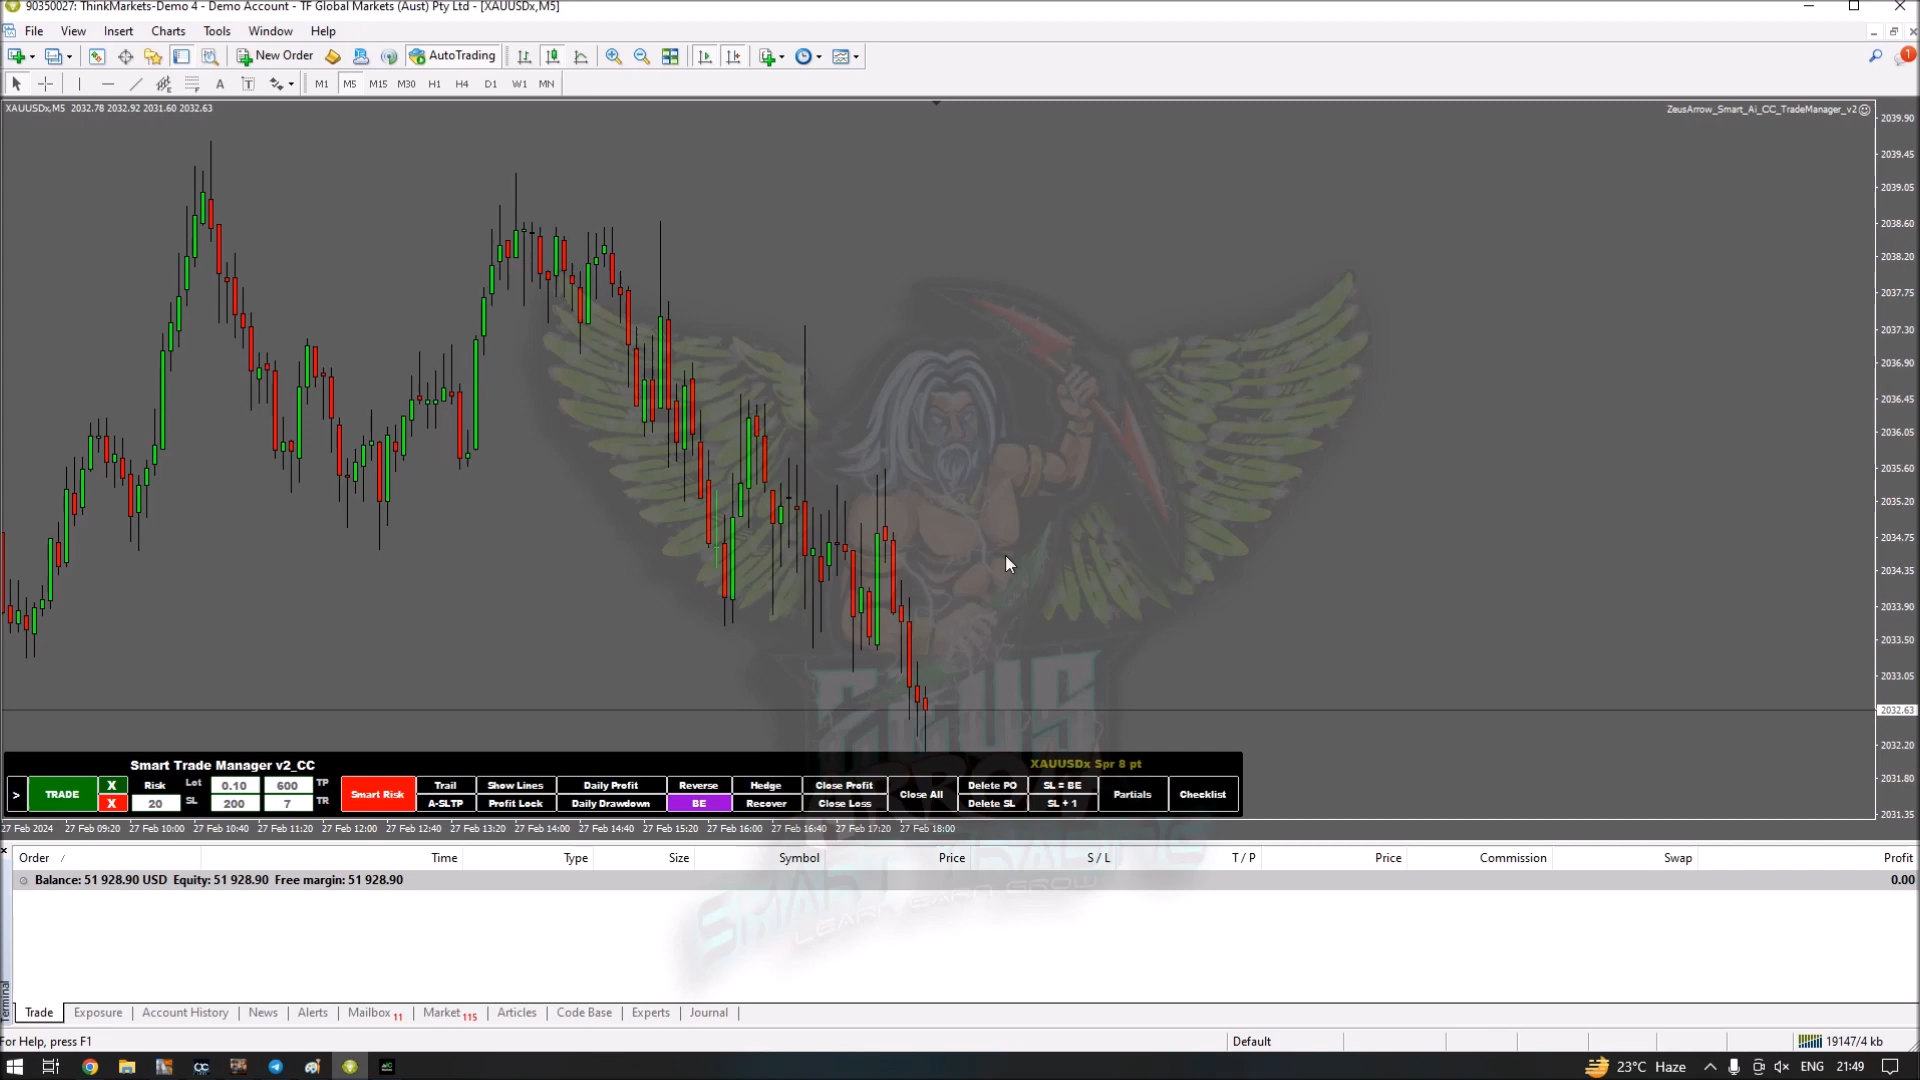 90350027: ThinkMarkets-Demo 4 - Demo Account - TF Global Markets (Aust) Pty Ltd - [XAUUSDx,M5]
File View Insert Charts Tools Window Help
New Order AutoTrading 1
A T M1 M5 M15 M30 H1 H4 D1 W1 MN
XAUUSDx,M5 2032.78 2032.92 2031.60 2032.63
ZeusArrow_Smart_Ai_CC_TradeManager_v2
2039.90
2039.45
2039.05
2038.60
2038.20
2037.75
2037.30
2036.90
2036.45
2036.05
2035.60
2035.20
2034.75
2034.35
2033.90
2033.50
2033.05
2032.63
2032.20
2031.80
2031.35
Smart Trade Manager v2_CC XAUUSDx Spr 8 pt
> TRADE X Risk Lot 0.10 600 TP Smart Risk Trail Show Lines Daily Profit Reverse Hedge Close Profit Close All Delete PO SL = BE Partials Checklist
X 20 SL 200 7 TR A-SLTP Profit Lock Daily Drawdown BE Recover Close Loss Delete SL SL + 1
27 Feb 2024 27 Feb 09:20 27 Feb 10:00 27 Feb 10:40 27 Feb 11:20 27 Feb 12:00 27 Feb 12:40 27 Feb 13:20 27 Feb 14:00 27 Feb 14:40 27 Feb 15:20 27 Feb 16:00 27 Feb 16:40 27 Feb 17:20 27 Feb 18:00
Order / Time Type Size Symbol Price S / L T / P Price Commission Swap Profit
Balance: 51 928.90 USD Equity: 51 928.90 Free margin: 51 928.90 0.00
SMART TRADING
LEARN EARN GROW
Terminal
Trade Exposure Account History News Alerts Mailbox 11 Market 115 Articles Code Base Experts Journal
For Help, press F1 Default 19147/4 kb
23°C Haze ENG 21:49